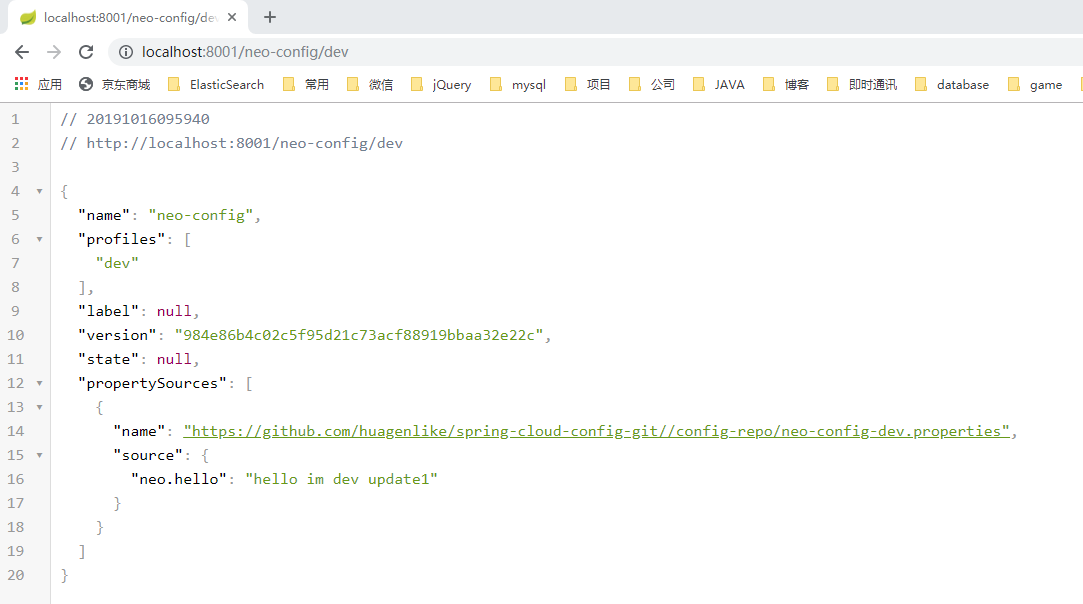 localhost:8001/neo-config/dev
localhost:8001/neo-config/dev
应用 京东商城 ElasticSearch 常用 微信 jQuery mysql 项目 公司 JAVA 博客 即时通讯 database game
1 // 20191016095940
2 // http://localhost:8001/neo-config/dev
3
4 {
5 "name": "neo-config",
6 "profiles": [
7 "dev"
8 ],
9 "label": null,
10 "version": "984e86b4c02c5f95d21c73acf88919bbaa32e22c",
11 "state": null,
12 "propertySources": [
13 {
14 "name": "https://github.com/huagenlike/spring-cloud-config-git//config-repo/neo-config-dev.properties",
15 "source": {
16 "neo.hello": "hello im dev update1"
17 }
18 }
19 ]
20 }